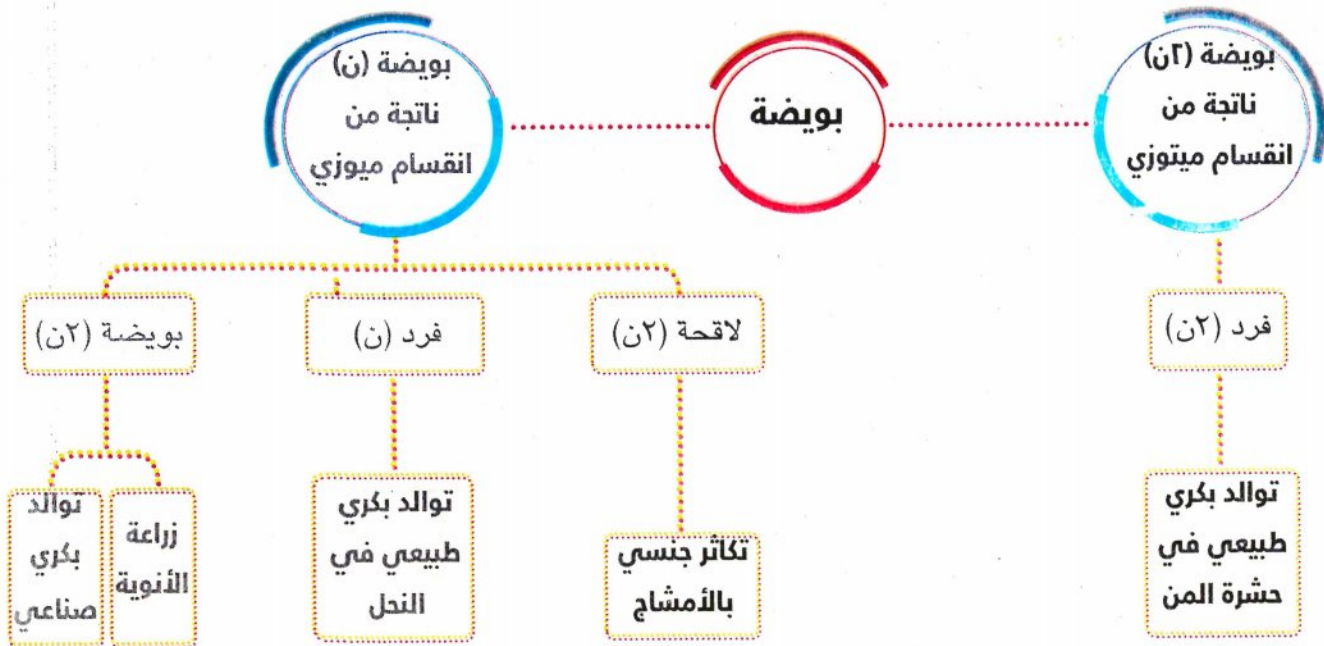 بويضة (٢ن)
ناتجة من
انقسام ميتوزي
بويضة
بويضة (ن)
ناتجة من
انقسام ميوزي
فرد (٢ن)
لاقحة (٢ن)
فرد (ن)
بويضة (٢ن)
توالد بكري
طبيعي في
حشرة المن
تكاثر جنسي
بالأمشاج
توالد بكري
طبيعي في
النحل
زراعة
الأنوية
توالد
بكري
صناعي